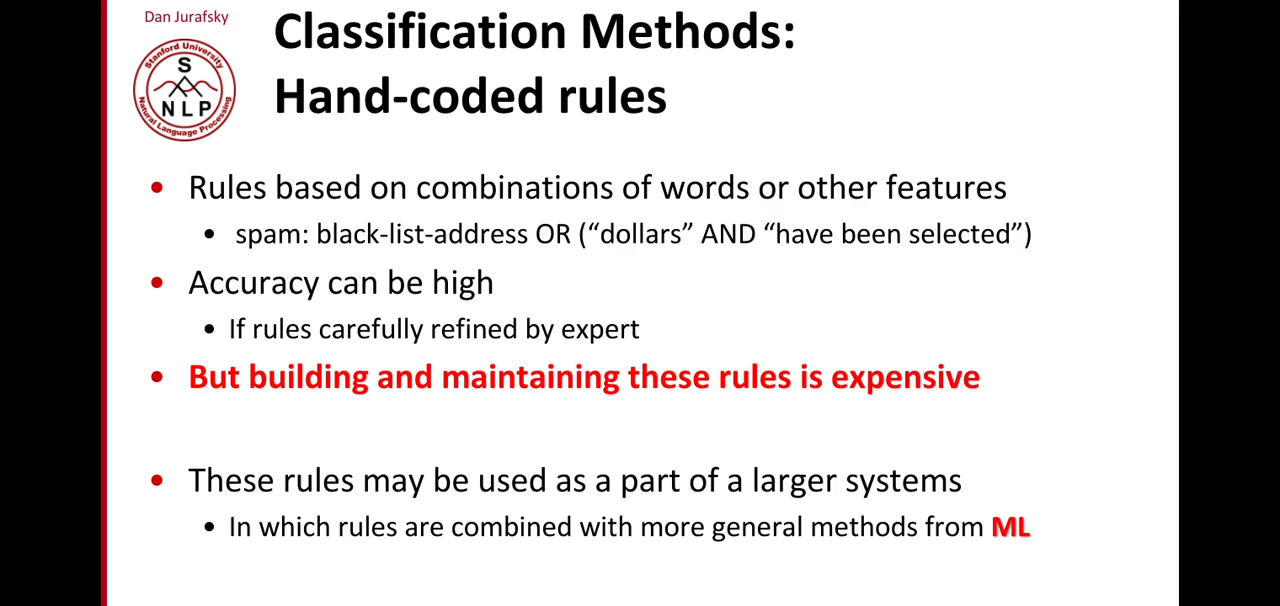 Dan Jurafsky
Stanford University
S
NLP
Natural Language Processing
Classification Methods:
Hand-coded rules
• Rules based on combinations of words or other features
• spam: black-list-address OR (“dollars” AND “have been selected”)
• Accuracy can be high
• If rules carefully refined by expert
• But building and maintaining these rules is expensive
• These rules may be used as a part of a larger systems
• In which rules are combined with more general methods from ML